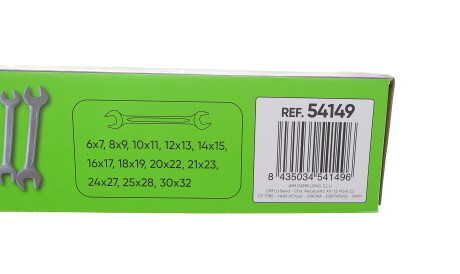 6x7, 8x9, 10x11, 12x13, 14x15,
16x17, 18x19, 20x22, 21x23,
24x27, 25x28, 30x32
REF. 54149
8 435034 541496